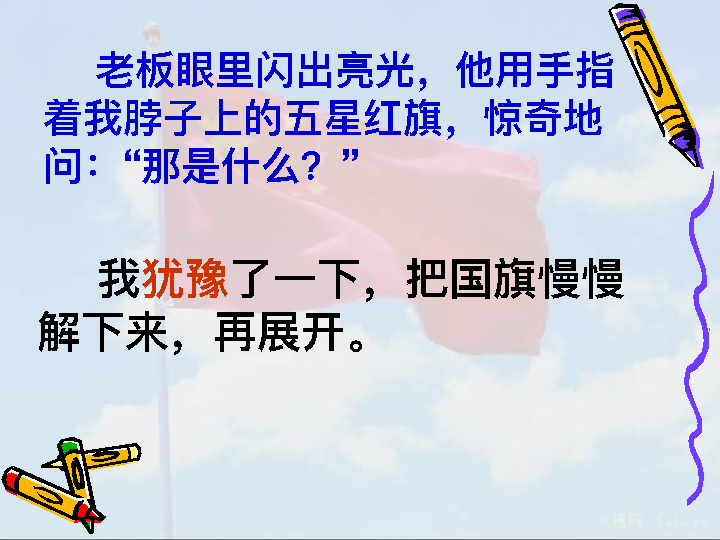 老板眼里闪出亮光，他用手指
着我脖子上的五星红旗，惊奇地
问：“那是什么？”
我犹豫了一下，把国旗慢慢
解下来，再展开。